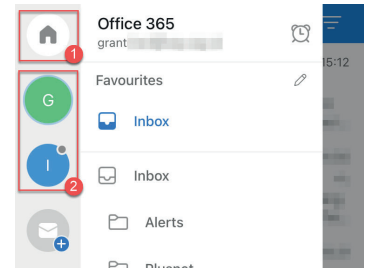 Office 365
grant
1
15:12
Favourites
G
Inbox
I
2
Inbox
Alerts